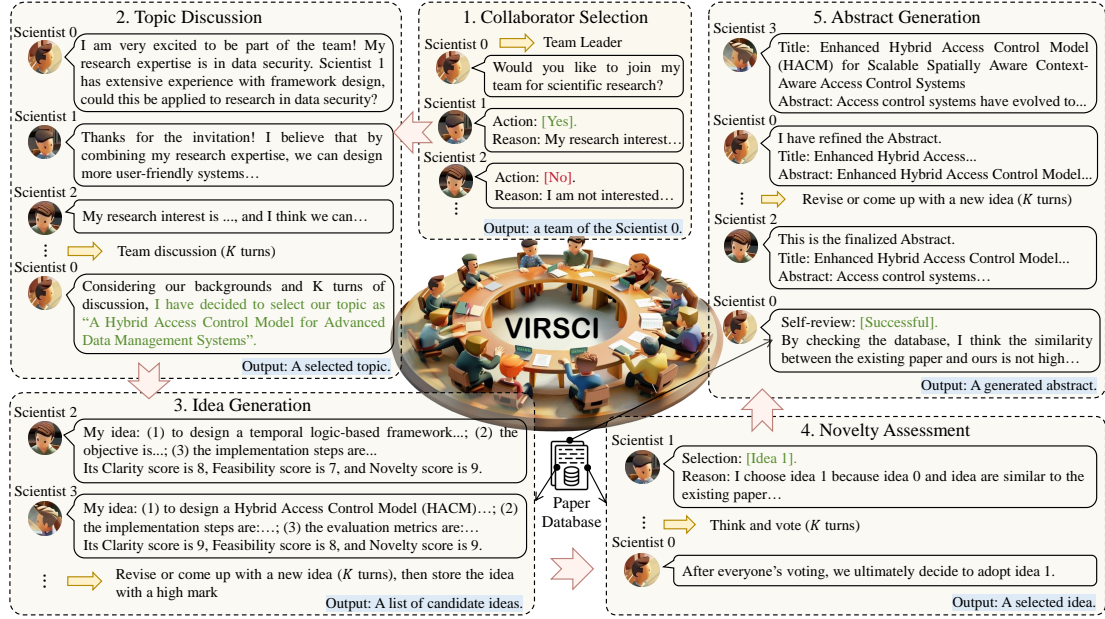 1. Collaborator Selection
Scientist 0
Team Leader
Would you like to join my
team for scientific research?
Scientist 1
Action: [Yes].
Reason: My research interest…
Scientist 2
Action: [No].
Reason: I am not interested…
Output: a team of the Scientist 0.
2. Topic Discussion
Scientist 0
I am very excited to be part of the team! My
research expertise is in data security. Scientist 1
has extensive experience with framework design,
could this be applied to research in data security?
Scientist 1
Thanks for the invitation! I believe that by
combining my research expertise, we can design
more user-friendly systems…
Scientist 2
My research interest is ..., and I think we can…
Team discussion (K turns)
Scientist 0
Considering our backgrounds and K turns of
discussion, I have decided to select our topic as
“A Hybrid Access Control Model for Advanced
Data Management Systems”.
Output: A selected topic.
VIRSCI
3. Idea Generation
Scientist 2
My idea: (1) to design a temporal logic-based framework...; (2) the
objective is...; (3) the implementation steps are...
Its Clarity score is 8, Feasibility score is 7, and Novelty score is 9.
Scientist 3
My idea: (1) to design a Hybrid Access Control Model (HACM)…; (2)
the implementation steps are:…; (3) the evaluation metrics are:…
Its Clarity score is 9, Feasibility score is 8, and Novelty score is 9.
Revise or come up with a new idea (K turns), then store the idea
with a high mark
Output: A list of candidate ideas.
Paper
Database
4. Novelty Assessment
Scientist 1
Selection: [Idea 1].
Reason: I choose idea 1 because idea 0 and idea are similar to the
existing paper…
Think and vote (K turns)
Scientist 0
After everyone’s voting, we ultimately decide to adopt idea 1.
Output: A selected idea.
5. Abstract Generation
Scientist 3
Title: Enhanced Hybrid Access Control Model
(HACM) for Scalable Spatially Aware Context-
Aware Access Control Systems
Abstract: Access control systems have evolved to...
Scientist 0
I have refined the Abstract.
Title: Enhanced Hybrid Access...
Abstract: Enhanced Hybrid Access Control Model...
Revise or come up with a new idea (K turns)
Scientist 2
This is the finalized Abstract.
Title: Enhanced Hybrid Access Control Model...
Abstract: Access control systems…
Scientist 0
Self-review: [Successful].
By checking the database, I think the similarity
between the existing paper and ours is not high…
Output: A generated abstract.